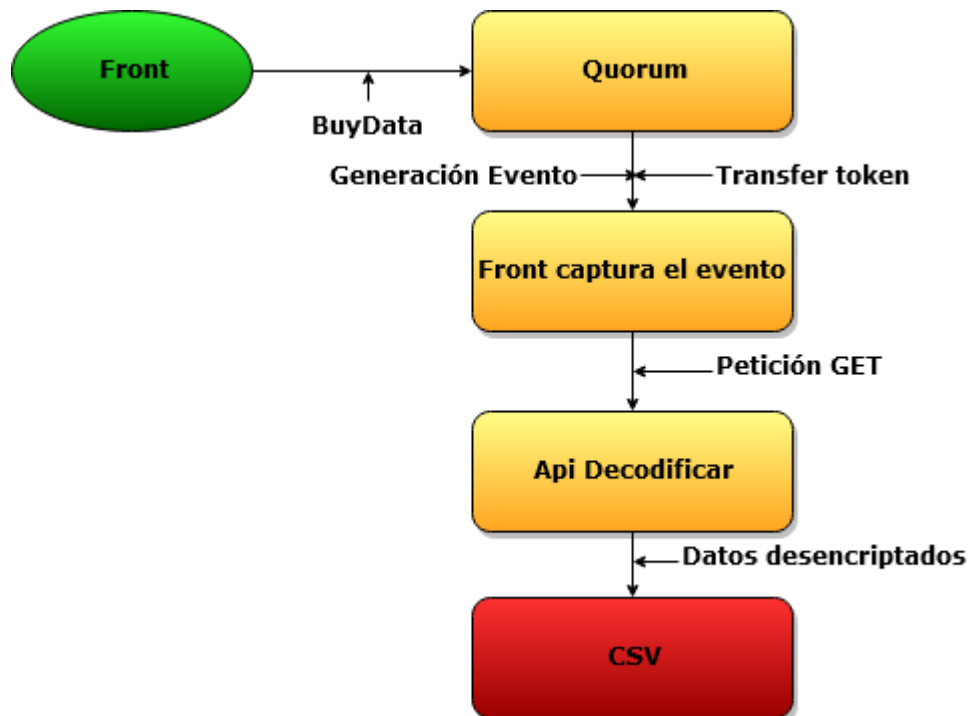 Front
Quorum
BuyData
Generación Evento
Transfer token
Front captura el evento
Petición GET
Api Decodificar
Datos desencriptados
CSV